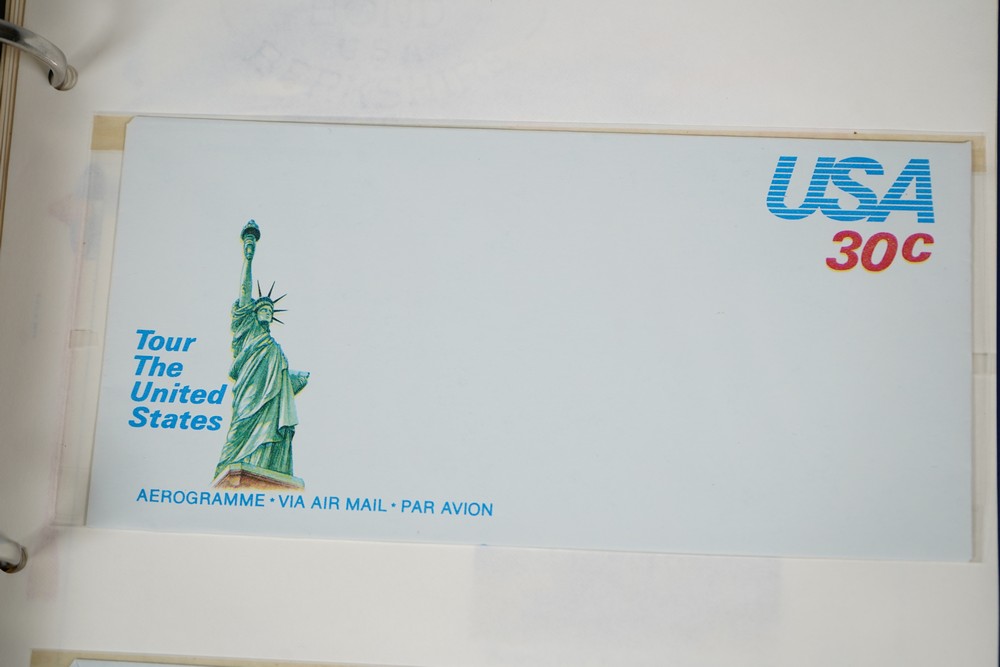 USA
30c
Tour
The
United
States
AEROGRAMME • VIA AIR MAIL • PAR AVION